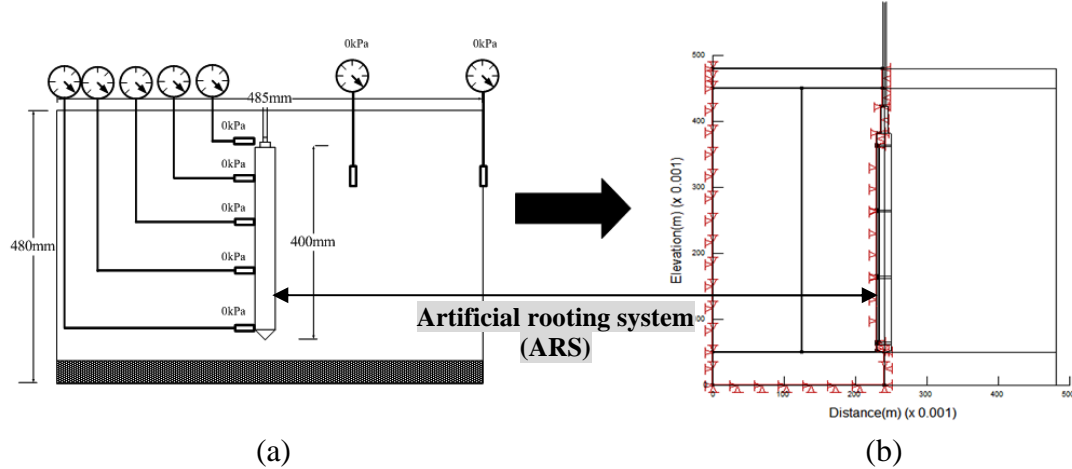 0kPa
0kPa
485mm
0kPa
0kPa
0kPa
0kPa
0kPa
480mm
400mm
Artificial rooting system
(ARS)
500
400
300
200
100
0
Elevation(m) (x 0.001)
0
100
200
300
400
500
Distance(m) (x 0.001)
(a)
(b)